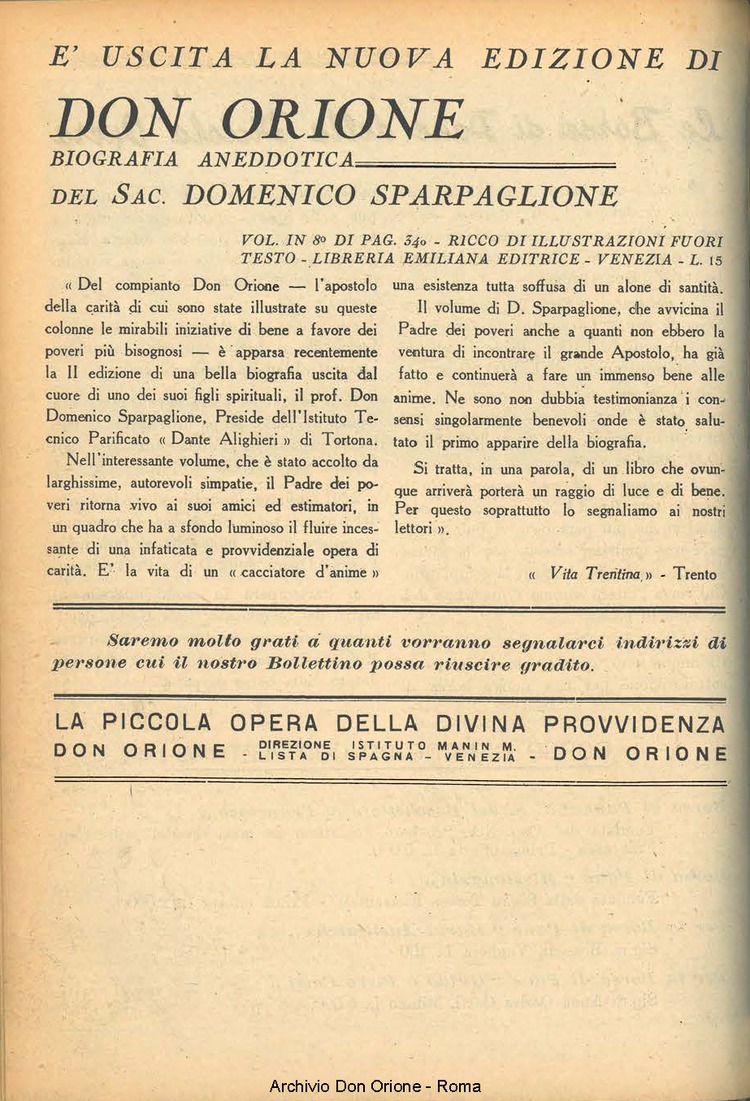 E' USCITA LA NUOVA EDIZIONE DI
DON ORIONE
BIOGRAFIA ANEDDOTICA
DEL SAC. DOMENICO SPARPAGLIONE
VOL. IN 8º DI PAG. 340 - RICCO DI ILLUSTRAZIONI FUORI
TESTO - LIBRERIA EMILIANA EDITRICE - VENEZIA - L. 15
« Del compianto Don Orione — l'apostolo
della carità di cui sono state illustrate su queste
colonne le mirabili iniziative di bene a favore dei
poveri più bisognosi — è apparsa recentemente
la II edizione di una bella biografia uscita dal
cuore di uno dei suoi figli spirituali, il prof. Don
Domenico Sparpaglione, Preside dell'Istituto Te-
cnico Parificato « Dante Alighieri » di Tortona.
Nell'interessante volume, che è stato accolto da
larghissime, autorevoli simpatie, il Padre dei po-
veri ritorna vivo ai suoi amici ed estimatori, in
un quadro che ha a sfondo luminoso il fluire inces-
sante di una infaticata e provvidenziale opera di
carità. E' la vita di un « cacciatore d'anime »
una esistenza tutta soffusa di un alone di santità.
Il volume di D. Sparpaglione, che avvicina il
Padre dei poveri anche a quanti non ebbero la
ventura di incontrare il grande Apostolo, ha già
fatto e continuerà a fare un immenso bene alle
anime. Ne sono non dubbia testimonianza i con-
sensi singolarmente benevoli onde è stato salu-
tato il primo apparire della biografia.
Si tratta, in una parola, di un libro che ovun-
que arriverà porterà un raggio di luce e di bene.
Per questo soprattutto lo segnaliamo ai nostri
lettori ».
« Vita Trentina » - Trento
Saremo molto grati a quanti vorranno segnalarci indirizzi di
persone cui il nostro Bollettino possa riuscire gradito.
LA PICCOLA OPERA DELLA DIVINA PROVVIDENZA
DON ORIONE - DIREZIONE ISTITUTO MANIN M.
LISTA DI SPAGNA - VENEZIA - DON ORIONE
Archivio Don Orione - Roma